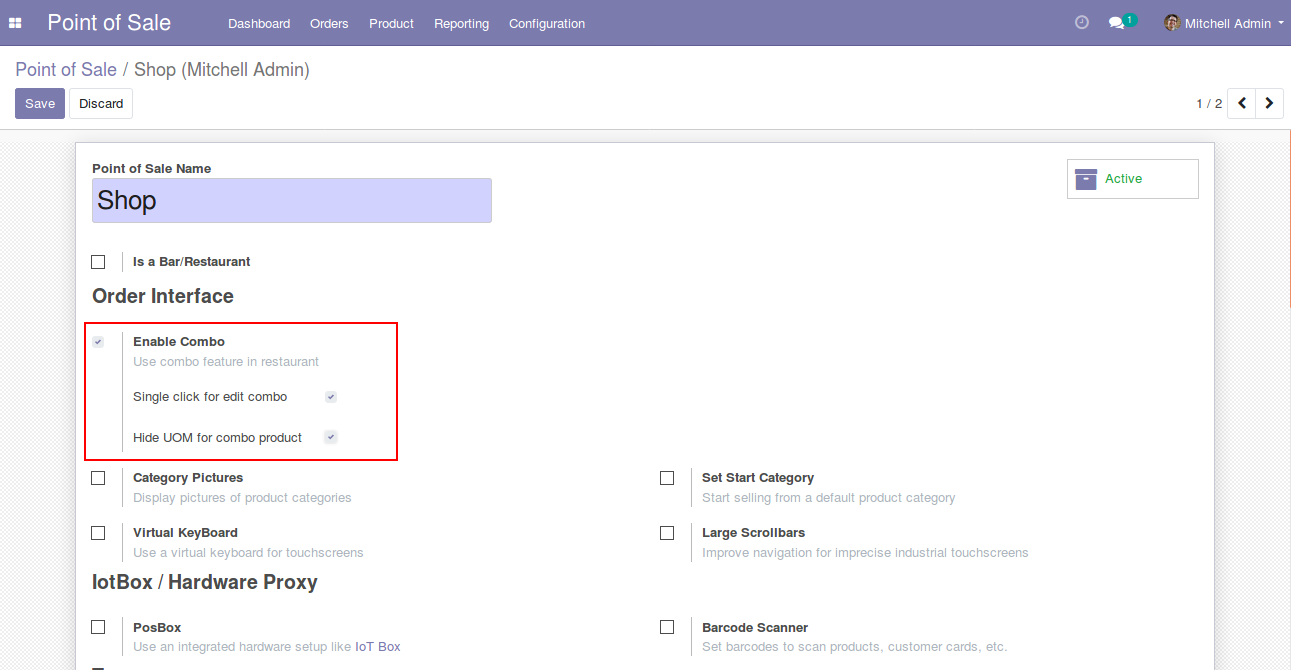 Point of Sale Dashboard Orders Product Reporting Configuration 1 Mitchell Admin
Point of Sale / Shop (Mitchell Admin)
Save Discard 1 / 2
Point of Sale Name
Active
Shop
Is a Bar/Restaurant
Order Interface
Enable Combo
Use combo feature in restaurant
Single click for edit combo
Hide UOM for combo product
Category Pictures Set Start Category
Display pictures of product categories Start selling from a default product category
Virtual KeyBoard Large Scrollbars
Use a virtual keyboard for touchscreens Improve navigation for imprecise industrial touchscreens
IotBox / Hardware Proxy
PosBox Barcode Scanner
Use an integrated hardware setup like IoT Box Set barcodes to scan products, customer cards, etc.